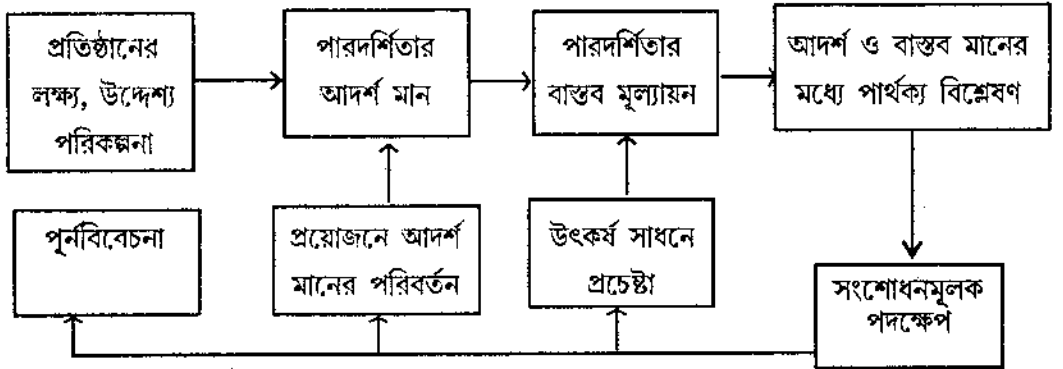 প্রতিষ্ঠানের
লক্ষ্য, উদ্দেশ্য
পরিকল্পনা
পারদর্শিতার
আদর্শ মান
পারদর্শিতার
বাস্তব মূল্যায়ন
আদর্শ ও বাস্তব মানের
মধ্যে পার্থক্য বিশ্লেষণ
পুর্নবিবেচনা
প্রয়োজনে আদর্শ
মানের পরিবর্তন
উৎকর্ষ সাধনে
প্রচেষ্টা
সংশোধনমূলক
পদক্ষেপ